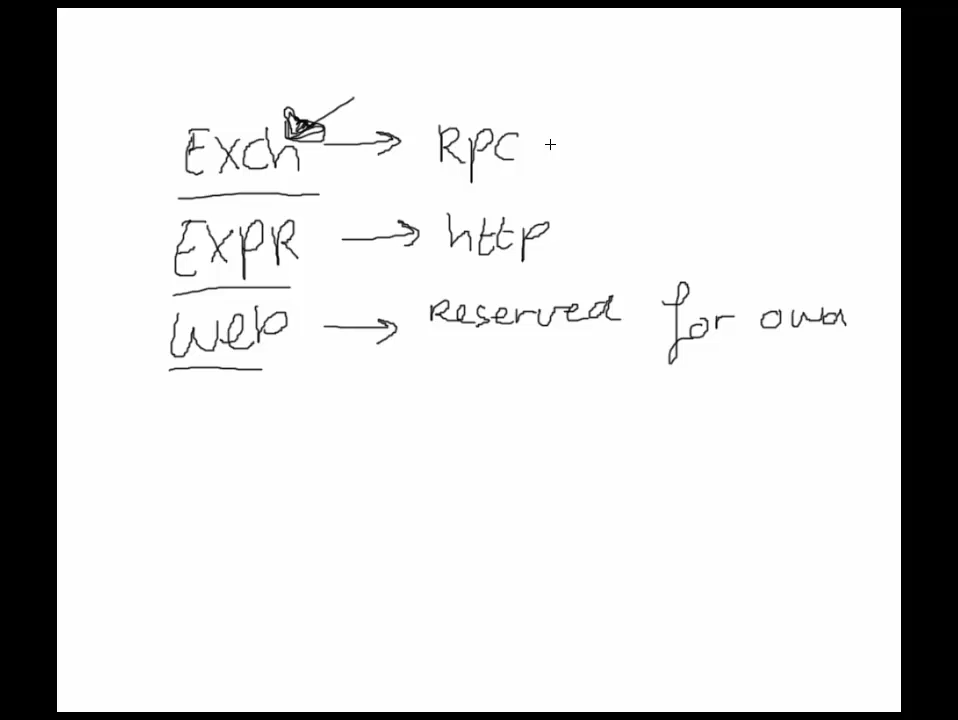 Exch → RPC
EXPR → http
Web → Reserved for owa